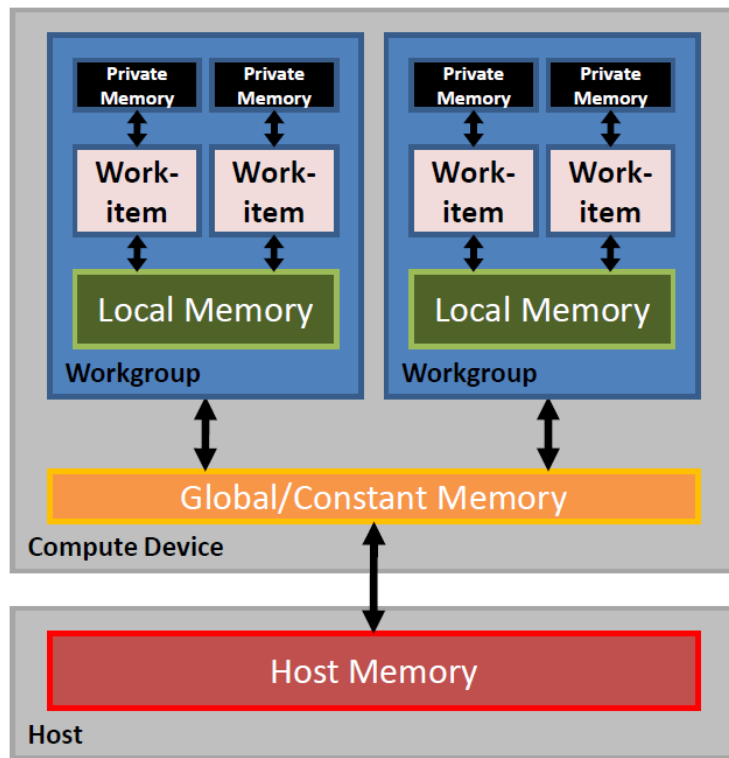 Private
Memory
Private
Memory
Private
Memory
Private
Memory
Work-
item
Work-
item
Work-
item
Work-
item
Local Memory
Local Memory
Workgroup
Workgroup
Global/Constant Memory
Compute Device
Host Memory
Host